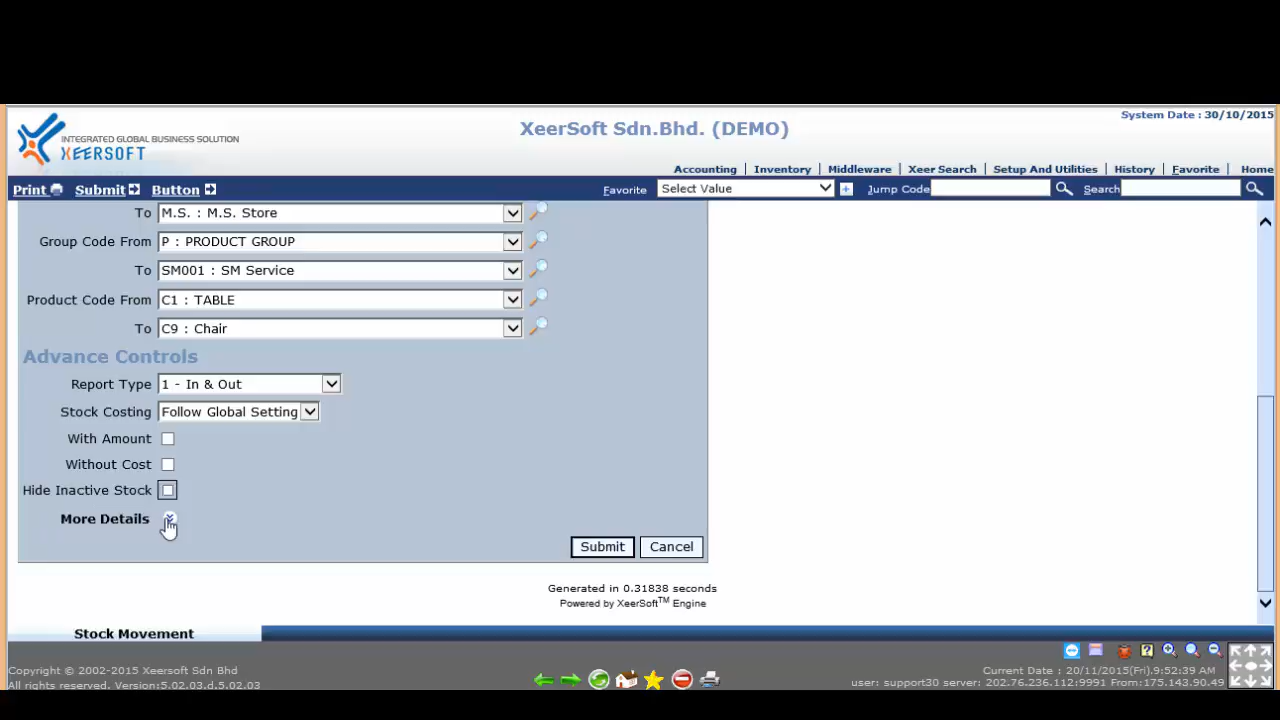 System Date : 30/10/2015
INTEGRATED GLOBAL BUSINESS SOLUTION
XEERSOFT
XeerSoft Sdn.Bhd. (DEMO)
Accounting | Inventory | Middleware | Xeer Search | Setup And Utilities | History | Favorite | Home
Print Submit Button Favorite Select Value Jump Code Search
To M.S. : M.S. Store
Group Code From P : PRODUCT GROUP
To SM001 : SM Service
Product Code From C1 : TABLE
To C9 : Chair
Advance Controls
Report Type 1 - In & Out
Stock Costing Follow Global Setting
With Amount
Without Cost
Hide Inactive Stock
More Details
Submit Cancel
Generated in 0.31838 seconds
Powered by XeerSoft™ Engine
Stock Movement
Copyright © 2002-2015 Xeersoft Sdn Bhd
All rights reserved. Version:5.02.03.d.5.02.03
Current Date : 20/11/2015(Fri).9:52:39 AM
user: support30 server: 202.76.236.112:9991 From:175.143.90.49